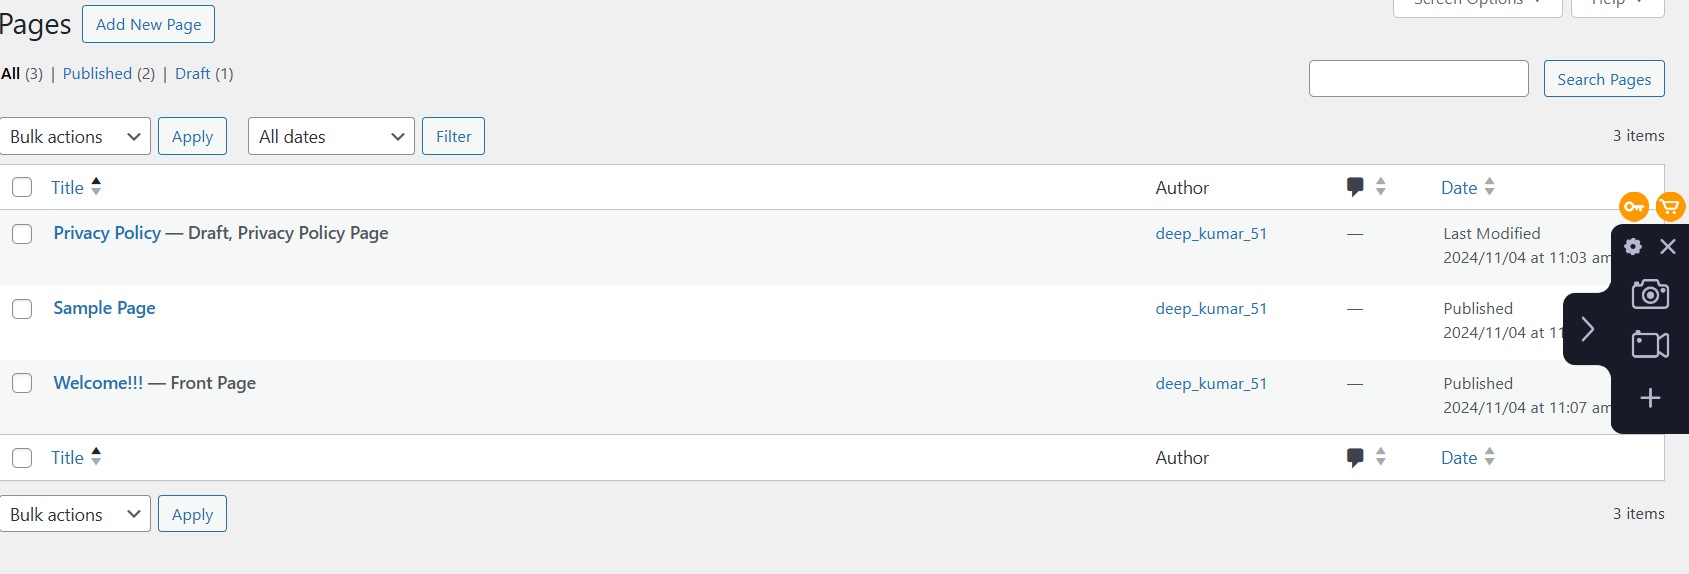 Pages Add New Page Screen Options Help
All (3) | Published (2) | Draft (1)
Search Pages
Bulk actions Apply All dates Filter 3 items
Title Author Date
Privacy Policy — Draft, Privacy Policy Page deep_kumar_51 — Last Modified
2024/11/04 at 11:03 am
Sample Page deep_kumar_51 — Published
2024/11/04 at
Welcome!!! — Front Page deep_kumar_51 — Published
2024/11/04 at 11:07 am
Title Author Date
Bulk actions Apply 3 items